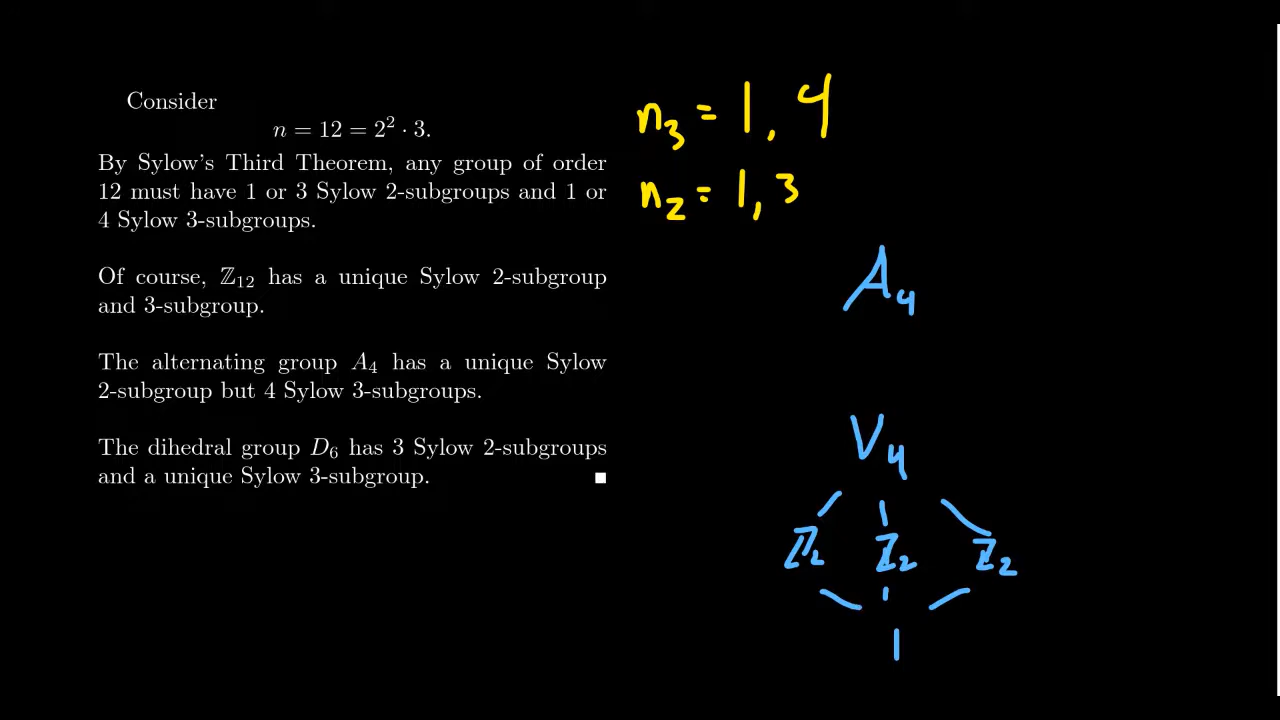 Consider
n = 12 = 2² · 3.
By Sylow's Third Theorem, any group of order
12 must have 1 or 3 Sylow 2-subgroups and 1 or
4 Sylow 3-subgroups.
Of course, ℤ₁₂ has a unique Sylow 2-subgroup
and 3-subgroup.
The alternating group A₄ has a unique Sylow
2-subgroup but 4 Sylow 3-subgroups.
The dihedral group D₆ has 3 Sylow 2-subgroups
and a unique Sylow 3-subgroup. ■
n₃ = 1, 4
n₂ = 1, 3
A₄
V₄
ℤ₂ ℤ₂ ℤ₂
1